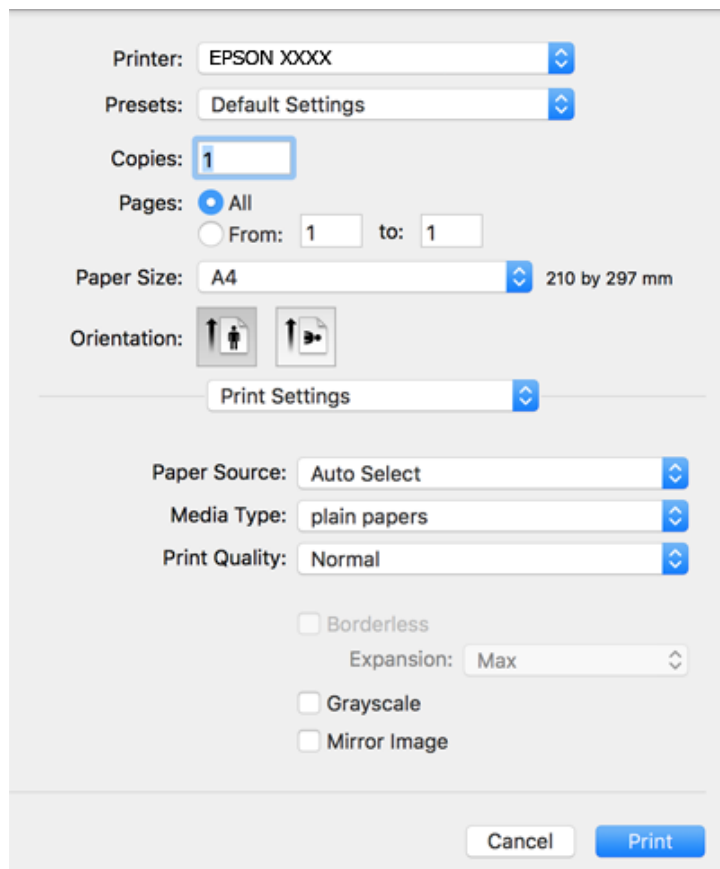 Printer: EPSON XXXX
Presets: Default Settings
Copies: 1
Pages: All
From: 1 to: 1
Paper Size: A4 210 by 297 mm
Orientation:
Print Settings
Paper Source: Auto Select
Media Type: plain papers
Print Quality: Normal
Borderless
Expansion: Max
Grayscale
Mirror Image
Cancel Print